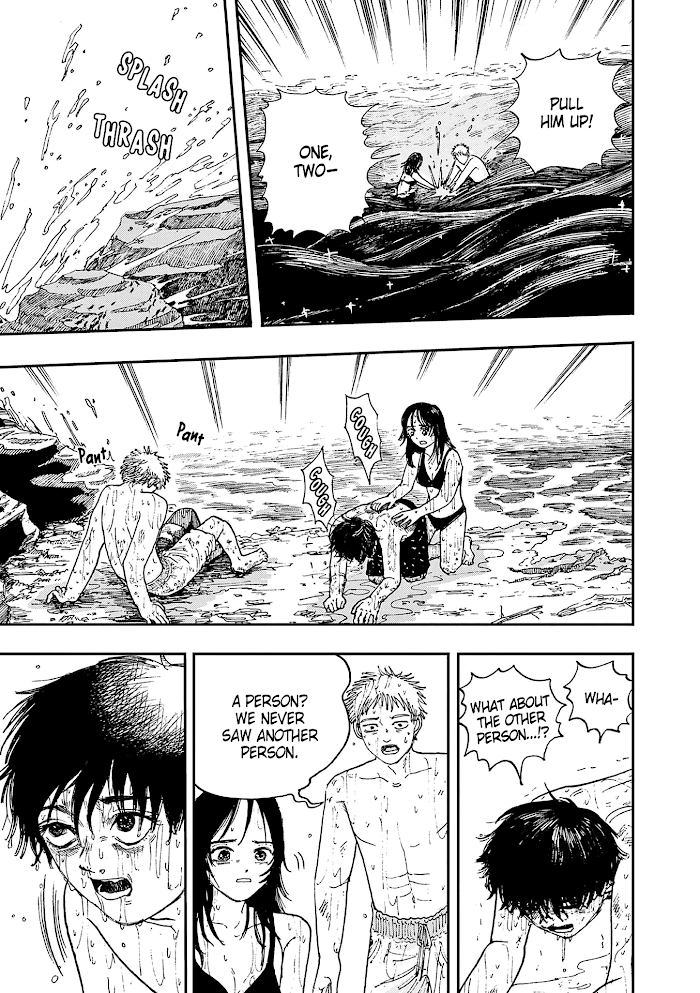 PULL
HIM UP!
ONE,
TWO—
SPLASH
THRASH
COUGH
COUGH
Pant
Pant
WHA-
WHAT ABOUT
THE OTHER
PERSON...!?
A PERSON?
WE NEVER
SAW ANOTHER
PERSON.